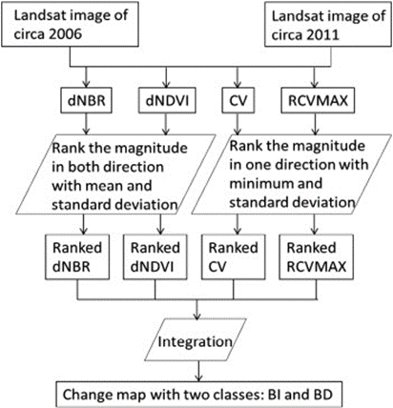 Landsat image of
circa 2006
Landsat image of
circa 2011
dNBR
dNDVI
CV
RCVMAX
Rank the magnitude
in both direction
with mean and
standard deviation
Rank the magnitude
in one direction with
minimum and
standard deviation
Ranked
dNBR
Ranked
dNDVI
Ranked
CV
Ranked
RCVMAX
Integration
Change map with two classes: BI and BD